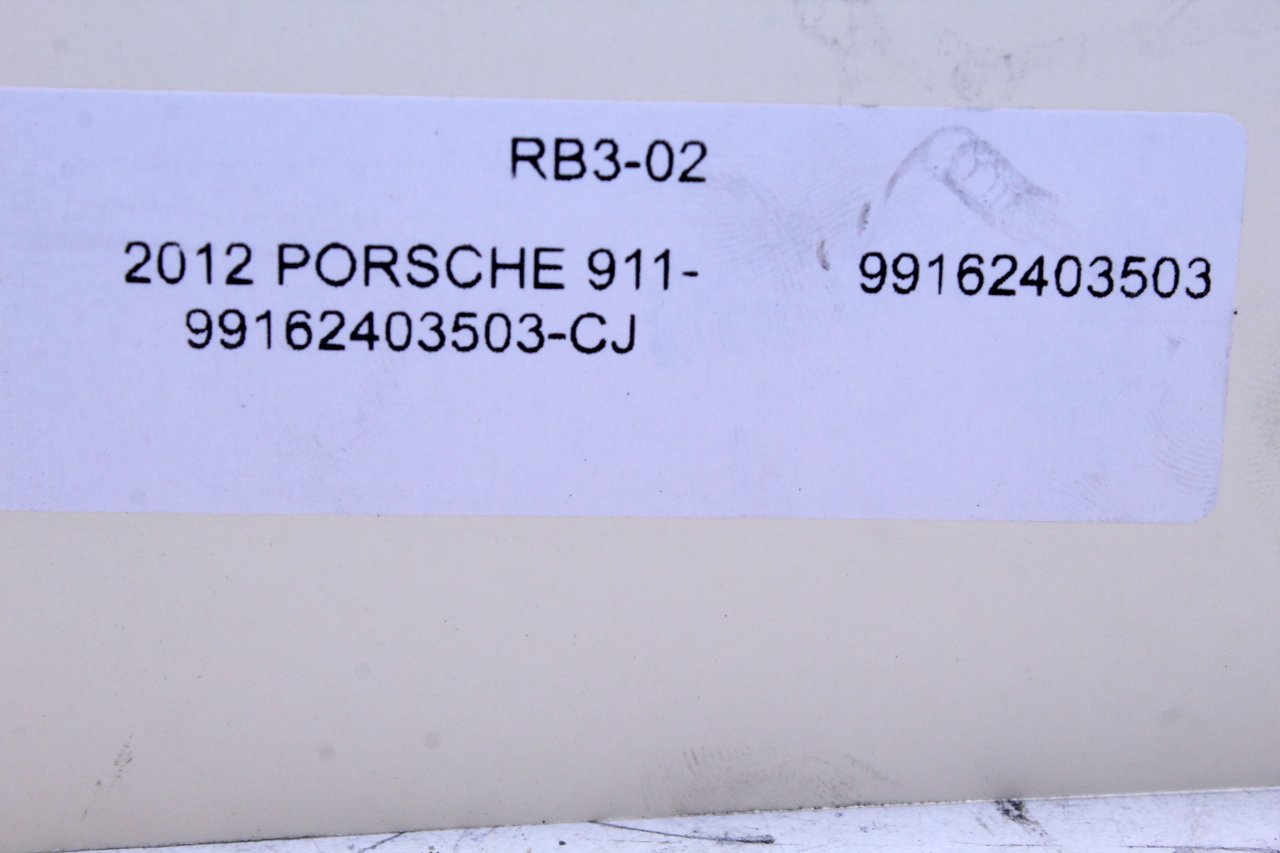 RB3-02
2012 PORSCHE 911-
99162403503-CJ
99162403503